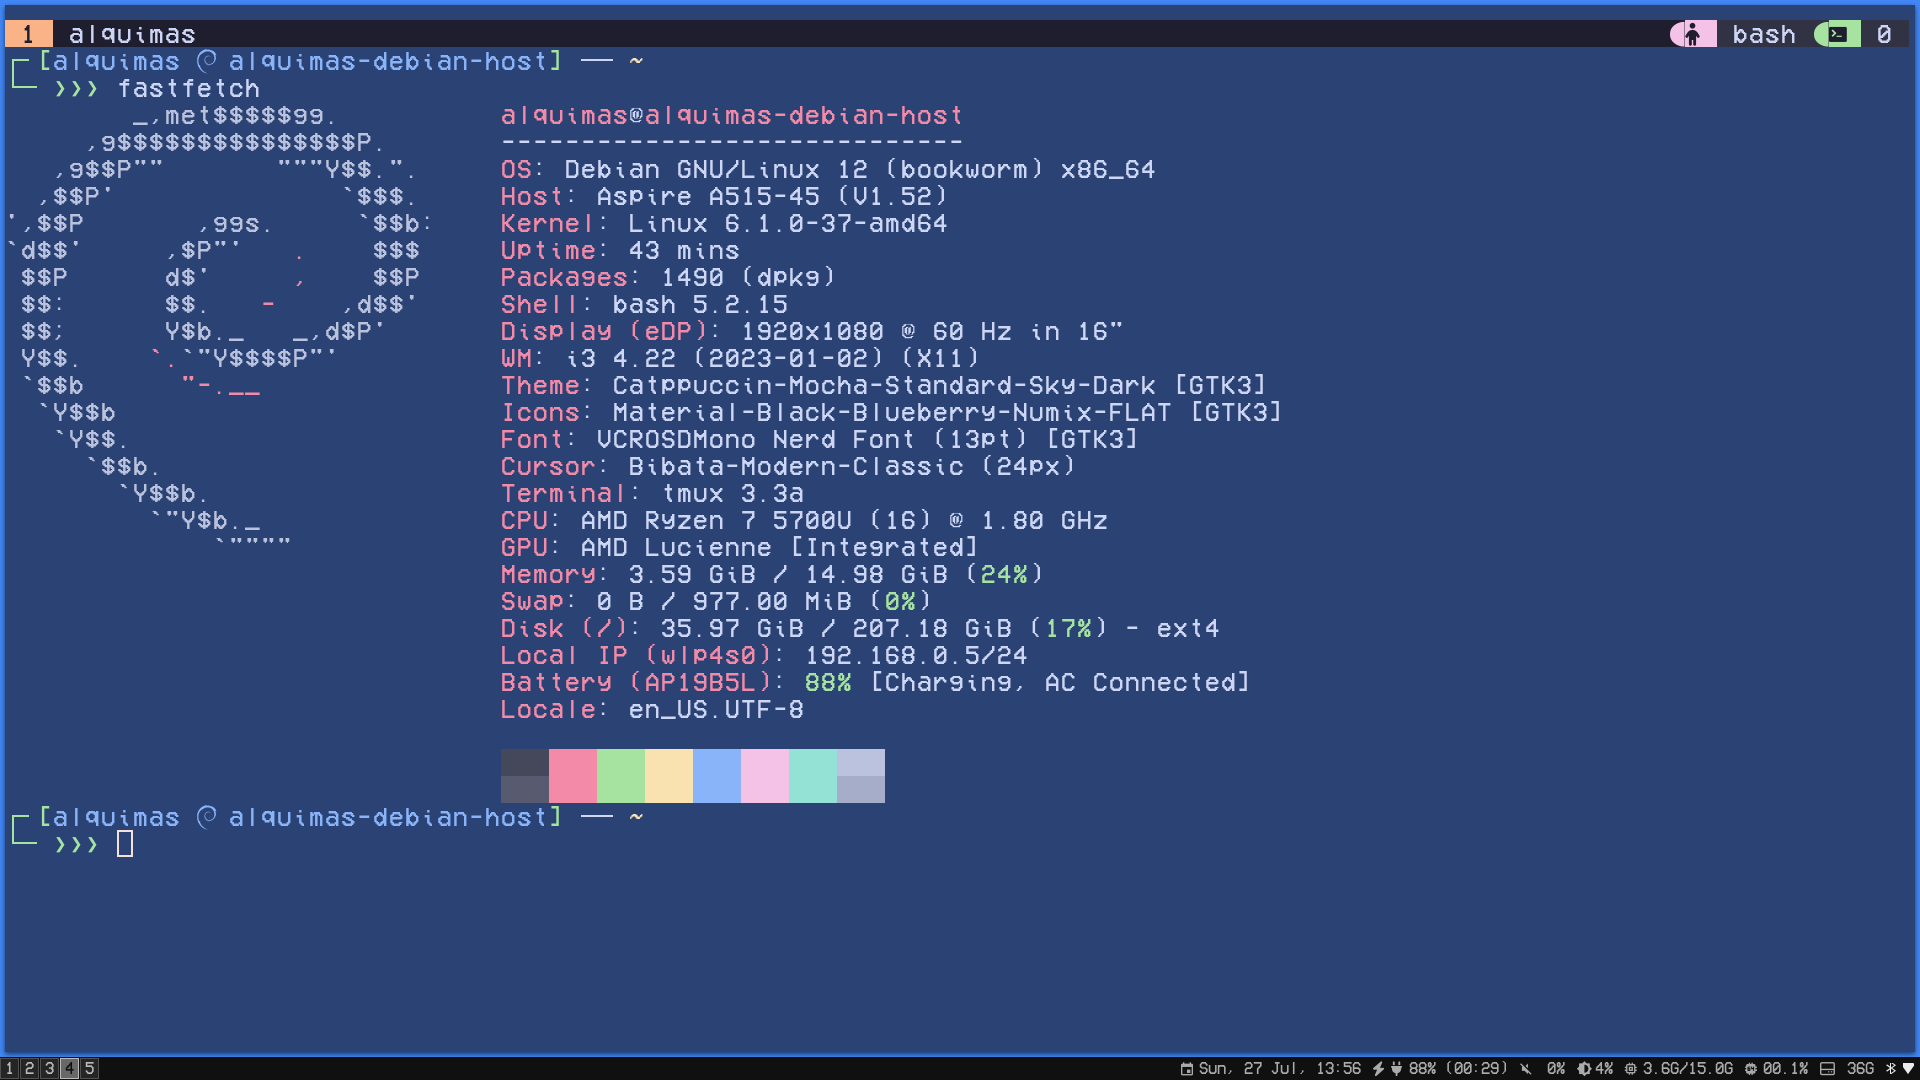 1 alquimas bash 0
[alquimas @ alquimas-debian-host] — ~
❯❯❯ fastfetch
_,met$$$$$99. alquimas@alquimas-debian-host
,g$$$$$$$$$$$$$$$P. -----------------------------
,g$$P"" """Y$$.". OS: Debian GNU/Linux 12 (bookworm) x86_64
,$$P' `$$$. Host: Aspire A515-45 (V1.52)
',$$P ,99s. `$$b: Kernel: Linux 6.1.0-37-amd64
`d$$' ,$P"' . $$$ Uptime: 43 mins
$$P d$' , $$P Packages: 1490 (dpkg)
$$: $$. - ,d$$' Shell: bash 5.2.15
$$; Y$b._ _,d$P' Display (eDP): 1920x1080 @ 60 Hz in 16"
Y$$. `.`"Y$$$$P"' WM: i3 4.22 (2023-01-02) (X11)
`$$b "-.__ Theme: Catppuccin-Mocha-Standard-Sky-Dark [GTK3]
`Y$$b Icons: Material-Black-Blueberry-Numix-FLAT [GTK3]
`Y$$. Font: VCROSDMono Nerd Font (13pt) [GTK3]
`$$b. Cursor: Bibata-Modern-Classic (24px)
`Y$$b. Terminal: tmux 3.3a
`"Y$b._ CPU: AMD Ryzen 7 5700U (16) @ 1.80 GHz
`"""" GPU: AMD Lucienne [Integrated]
Memory: 3.59 GiB / 14.98 GiB (24%)
Swap: 0 B / 977.00 MiB (0%)
Disk (/): 35.97 GiB / 207.18 GiB (17%) - ext4
Local IP (wlp4s0): 192.168.0.5/24
Battery (AP19B5L): 88% [Charging, AC Connected]
Locale: en_US.UTF-8
[alquimas @ alquimas-debian-host] — ~
❯❯❯
1 2 3 4 5 Sun, 27 Jul, 13:56 88% (00:29) 0% 4% 3.6G/15.0G 00.1% 36G